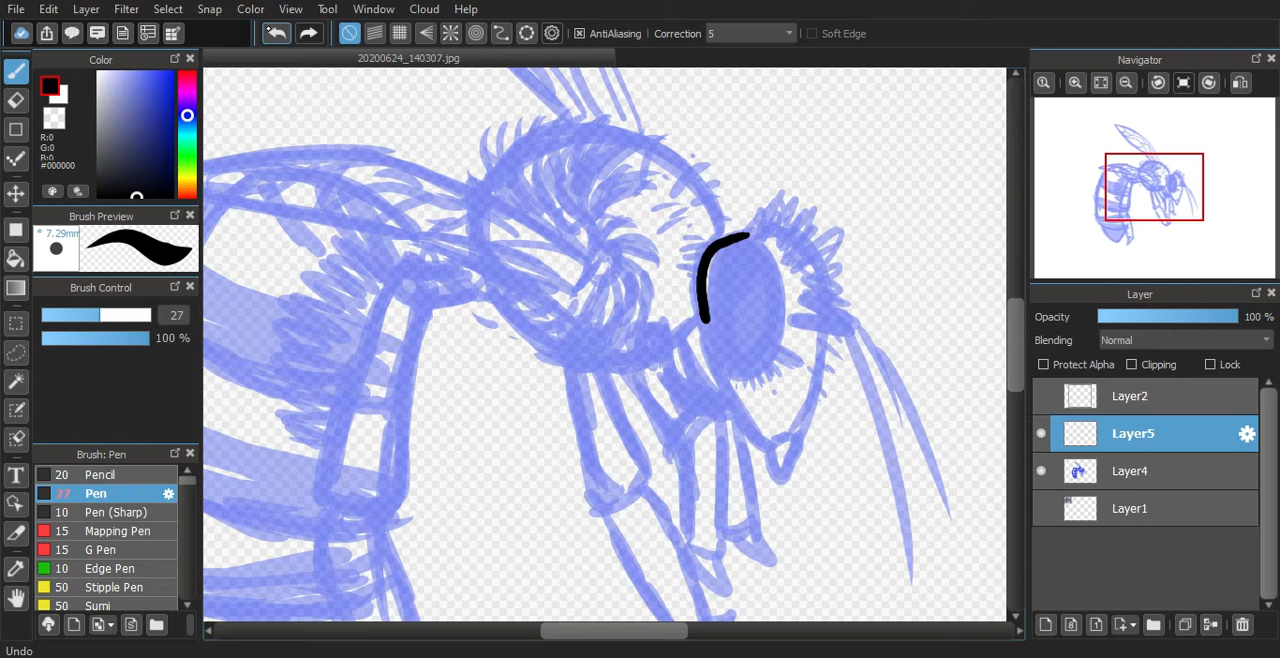 File Edit Layer Filter Select Snap Color View Tool Window Cloud Help
AntiAliasing Correction 5 Soft Edge
Color
20200624_140307.jpg
Navigator
R:0
G:0
B:0
#000000
Brush Preview
* 7.29mm
Brush Control
27
100 %
Layer
Opacity 100 %
Blending Normal
Protect Alpha Clipping Lock
Layer2
Layer5
Layer4
Layer1
Brush: Pen
20 Pencil
27 Pen
10 Pen (Sharp)
15 Mapping Pen
15 G Pen
10 Edge Pen
50 Stipple Pen
50 Sumi
Undo